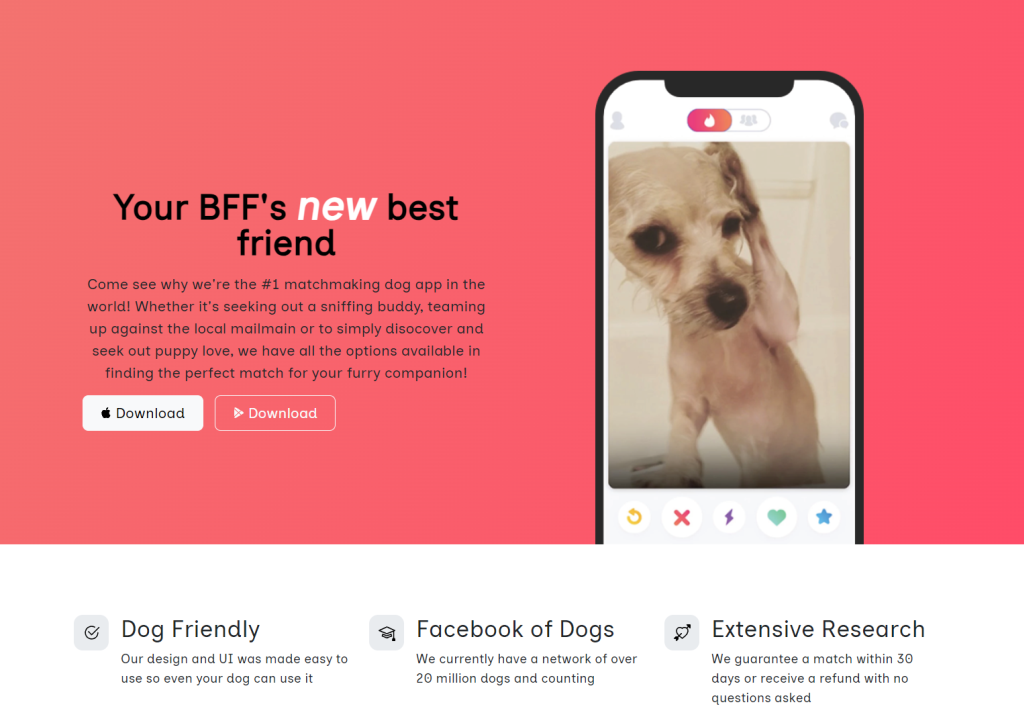 Your BFF's new best
friend
Come see why we're the #1 matchmaking dog app in the
world! Whether it's seeking out a sniffing buddy, teaming
up against the local mailmain or to simply disocover and
seek out puppy love, we have all the options available in
finding the perfect match for your furry companion!
Download
Download
Dog Friendly
Our design and UI was made easy to
use so even your dog can use it
Facebook of Dogs
We currently have a network of over
20 million dogs and counting
Extensive Research
We guarantee a match within 30
days or receive a refund with no
questions asked